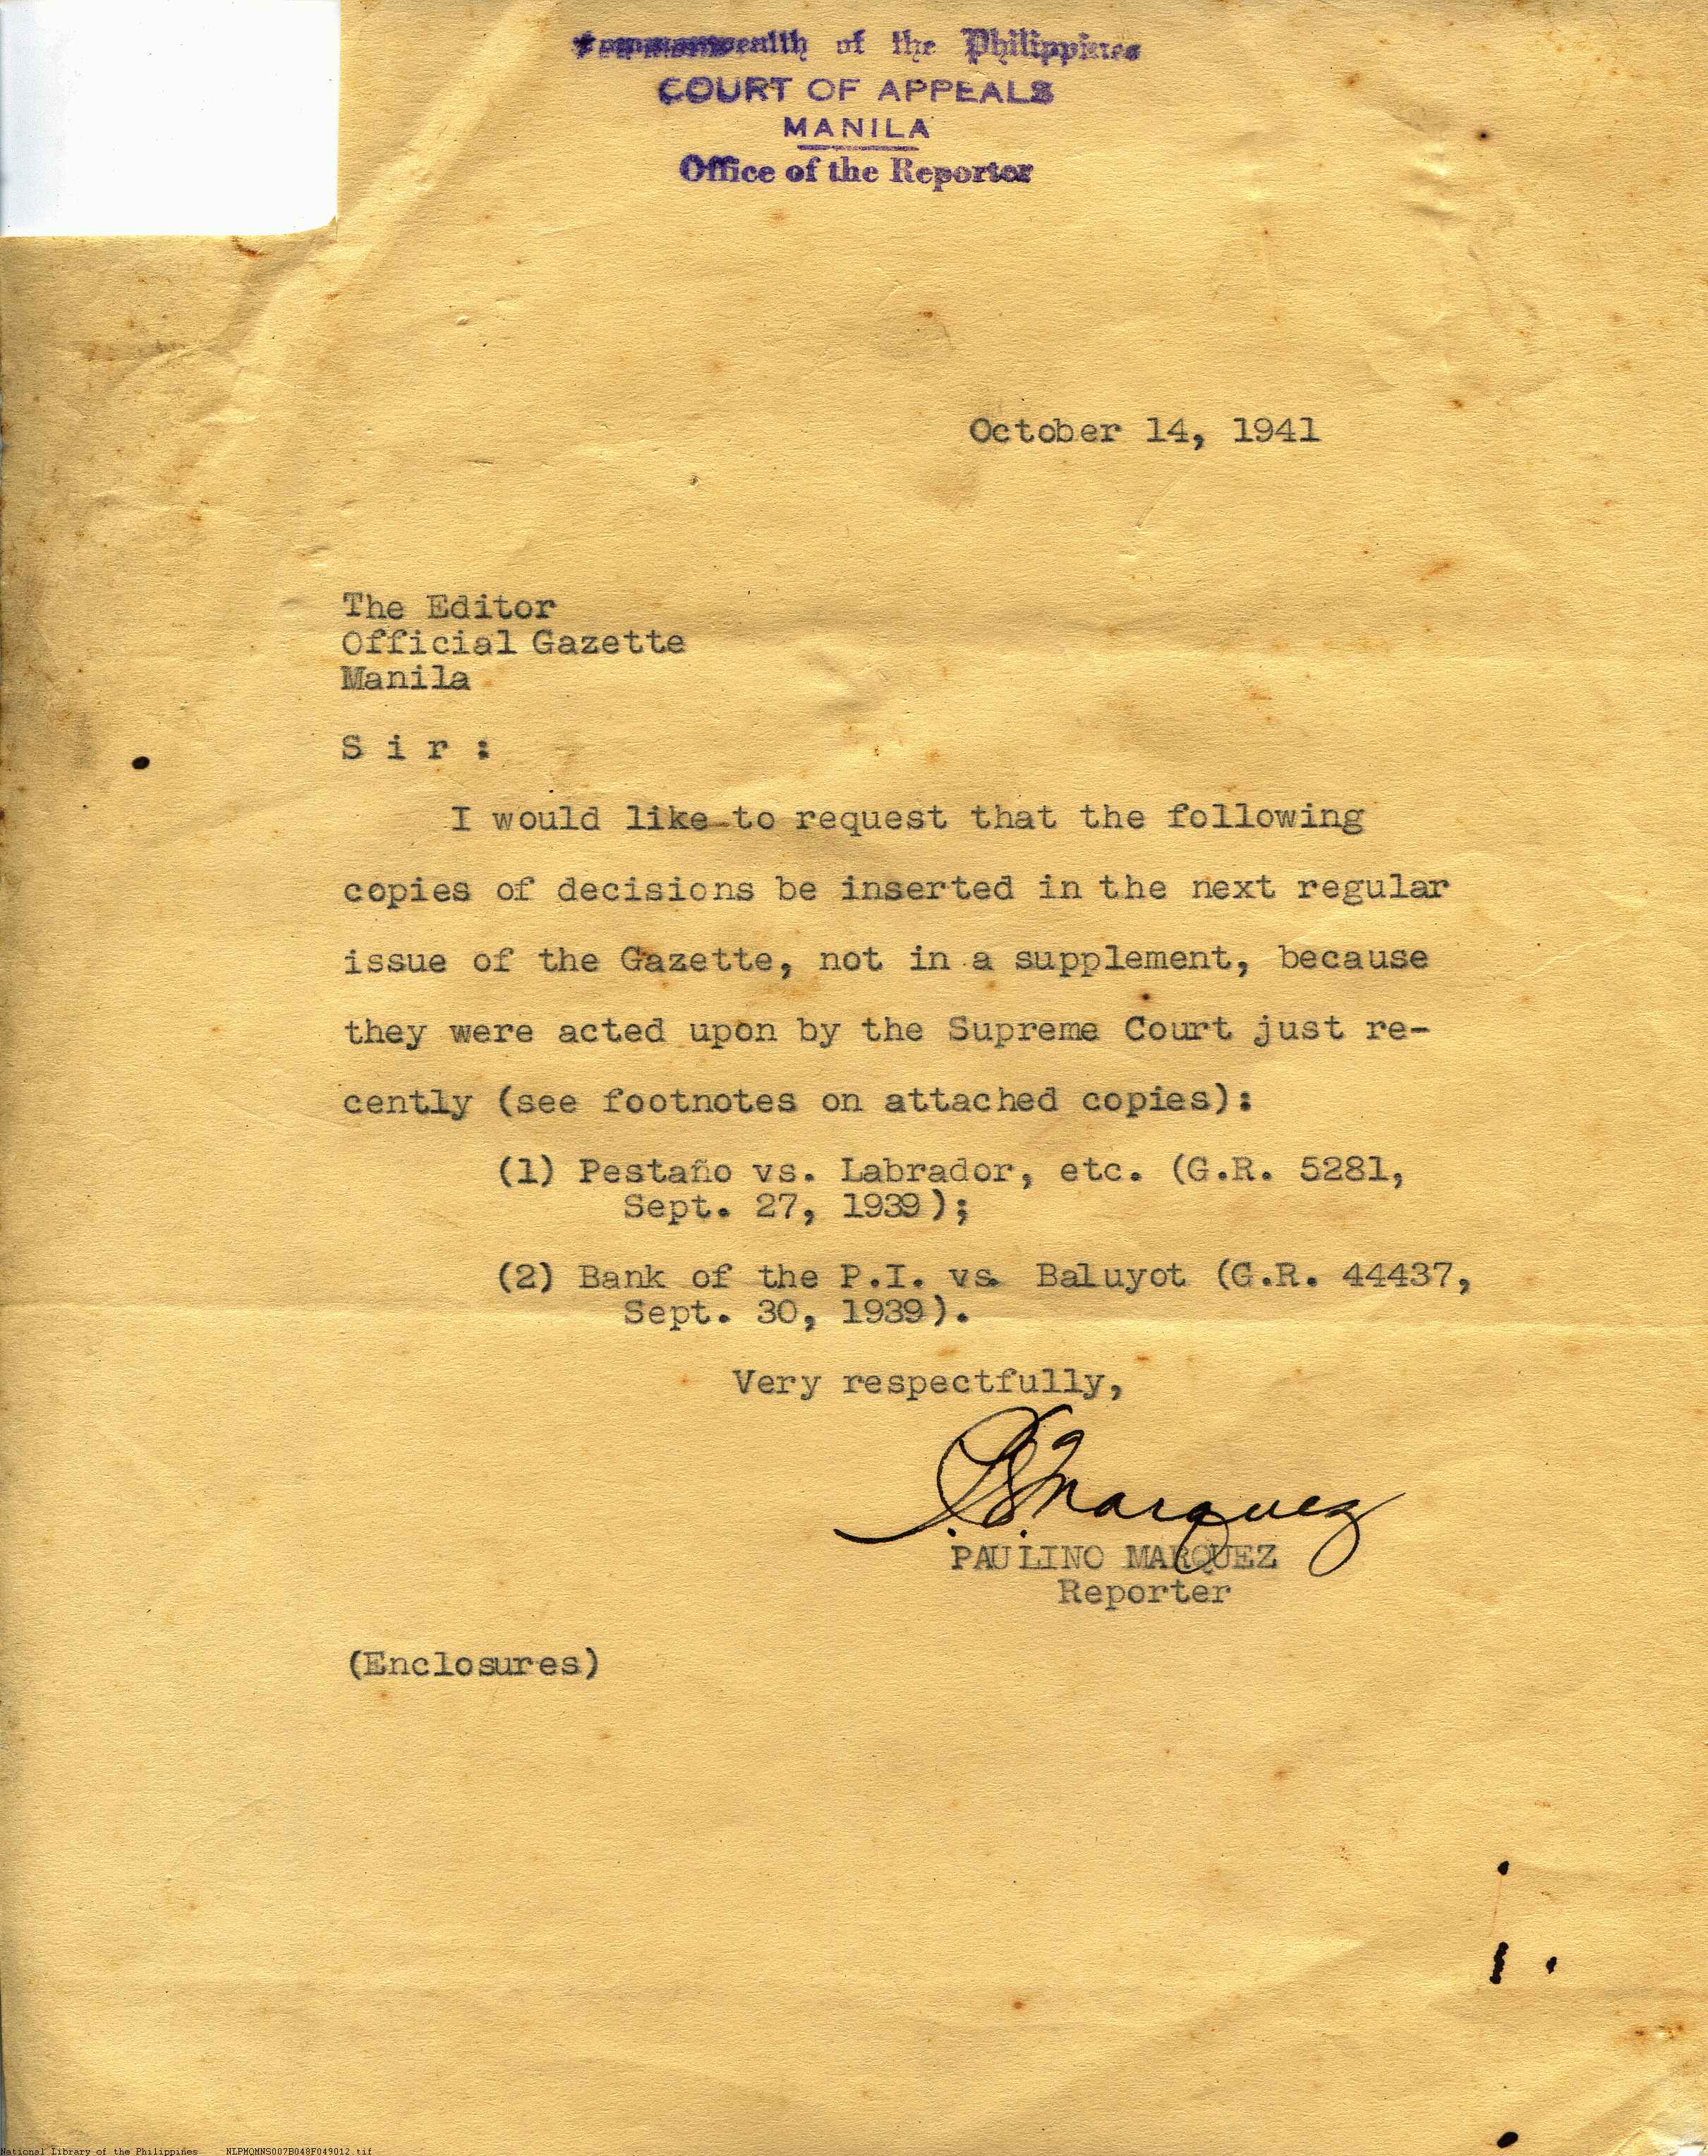 Commonwealth of the Philippines
COURT OF APPEALS
MANILA
Office of the Reporter
October 14, 1941
The Editor
Official Gazette
Manila
S i r :
I would like to request that the following
copies of decisions be inserted in the next regular
issue of the Gazette, not in a supplement, because
they were acted upon by the Supreme Court just re-
cently (see footnotes on attached copies):
(1) Pestaño vs. Labrador, etc. (G.R. 5281,
Sept. 27, 1939);
(2) Bank of the P.I. vs. Baluyot (G.R. 44437,
Sept. 30, 1939).
Very respectfully,
P.S. Marquez
PAULINO MARQUEZ
Reporter
(Enclosures)
National Library of the Philippines NLPMQMNS007B048F049012.tif